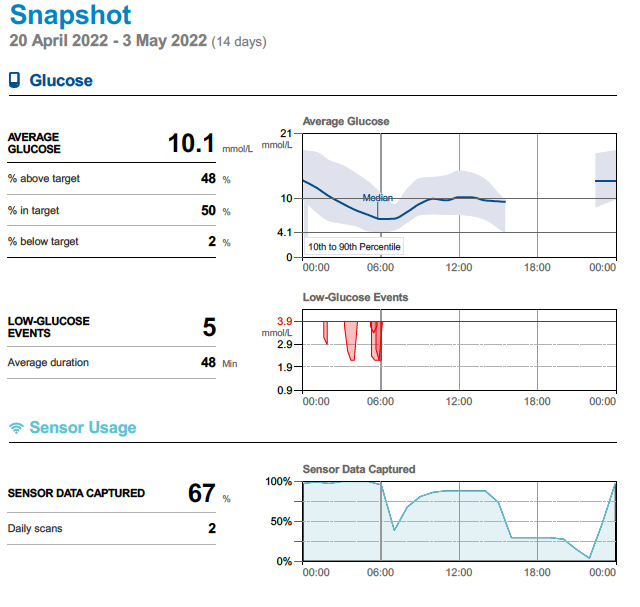 Snapshot
20 April 2022 - 3 May 2022 (14 days)
Glucose
AVERAGE
GLUCOSE
10.1 mmol/L
% above target 48 %
% in target 50 %
% below target 2 %
Average Glucose
21
mmol/L
10
4.1
0
Median
10th to 90th Percentile
00:00 06:00 12:00 18:00 00:00
LOW-GLUCOSE
EVENTS
5
Average duration 48 Min
Low-Glucose Events
3.9
mmol/L
2.9
1.9
0.9
00:00 06:00 12:00 18:00 00:00
Sensor Usage
SENSOR DATA CAPTURED 67 %
Daily scans 2
Sensor Data Captured
100%
50%
0%
00:00 06:00 12:00 18:00 00:00